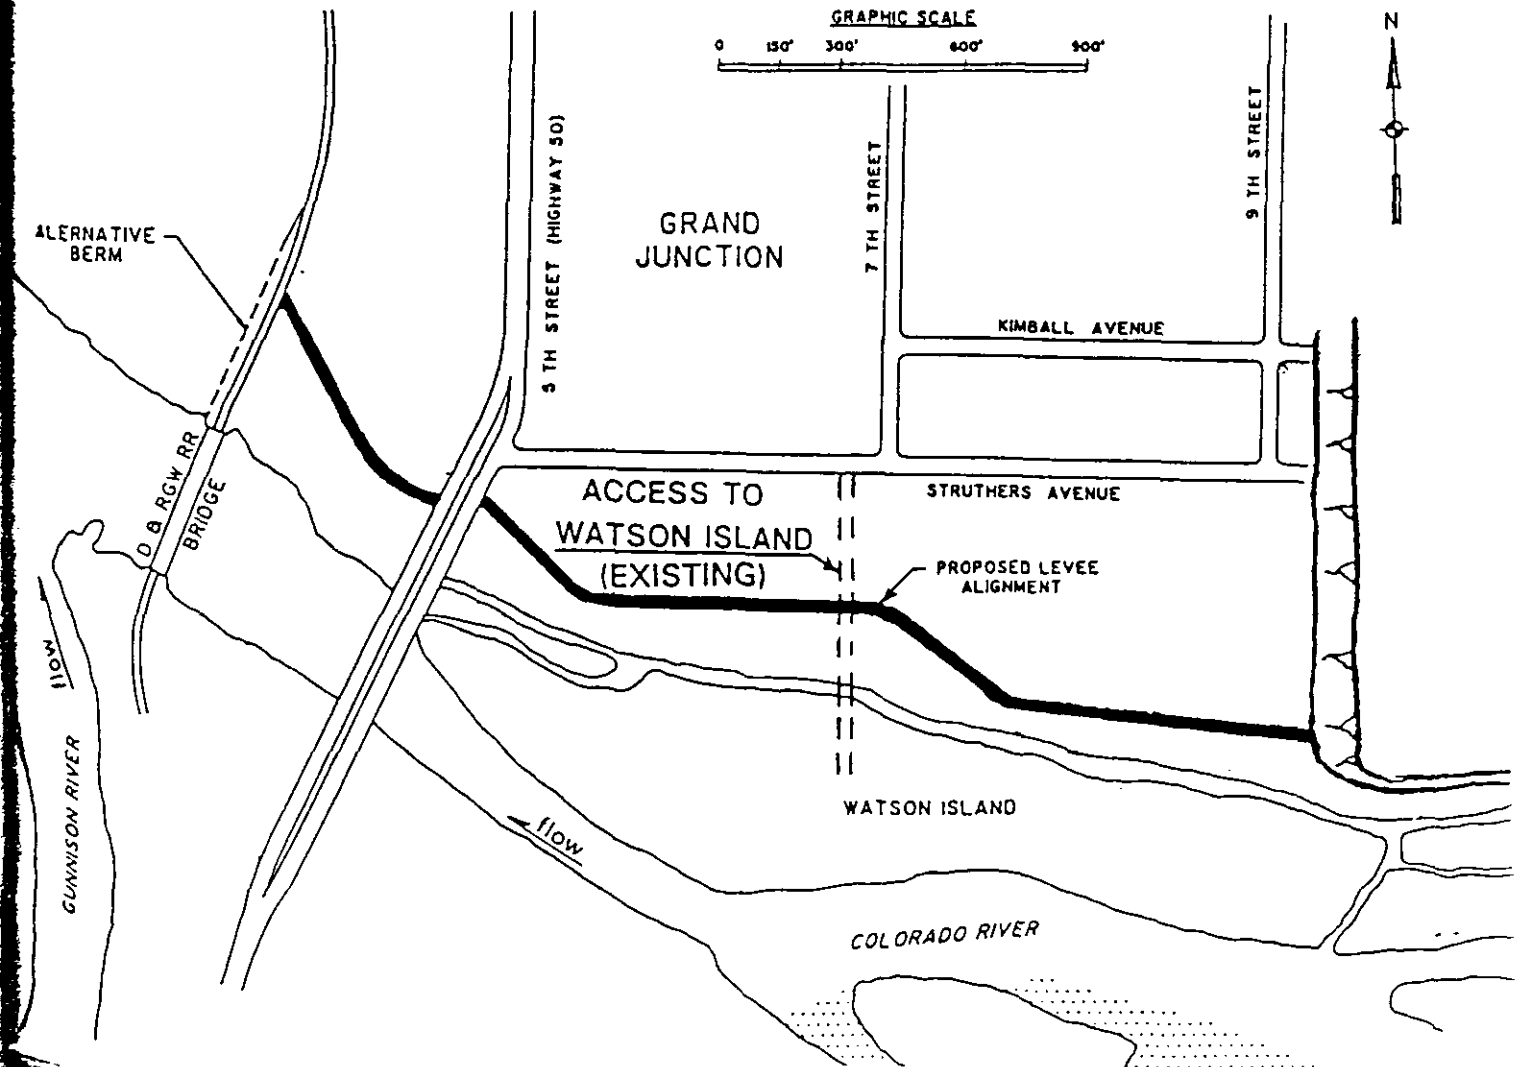 GRAPHIC SCALE
0 150' 300' 600' 900'
N
5 TH STREET (HIGHWAY 50)
7 TH STREET
9 TH STREET
ALERNATIVE
BERM
GRAND
JUNCTION
KIMBALL AVENUE
D & RGW RR
BRIDGE
ACCESS TO
WATSON ISLAND
(EXISTING)
STRUTHERS AVENUE
PROPOSED LEVEE
ALIGNMENT
flow
GUNNISON RIVER
WATSON ISLAND
flow
COLORADO RIVER